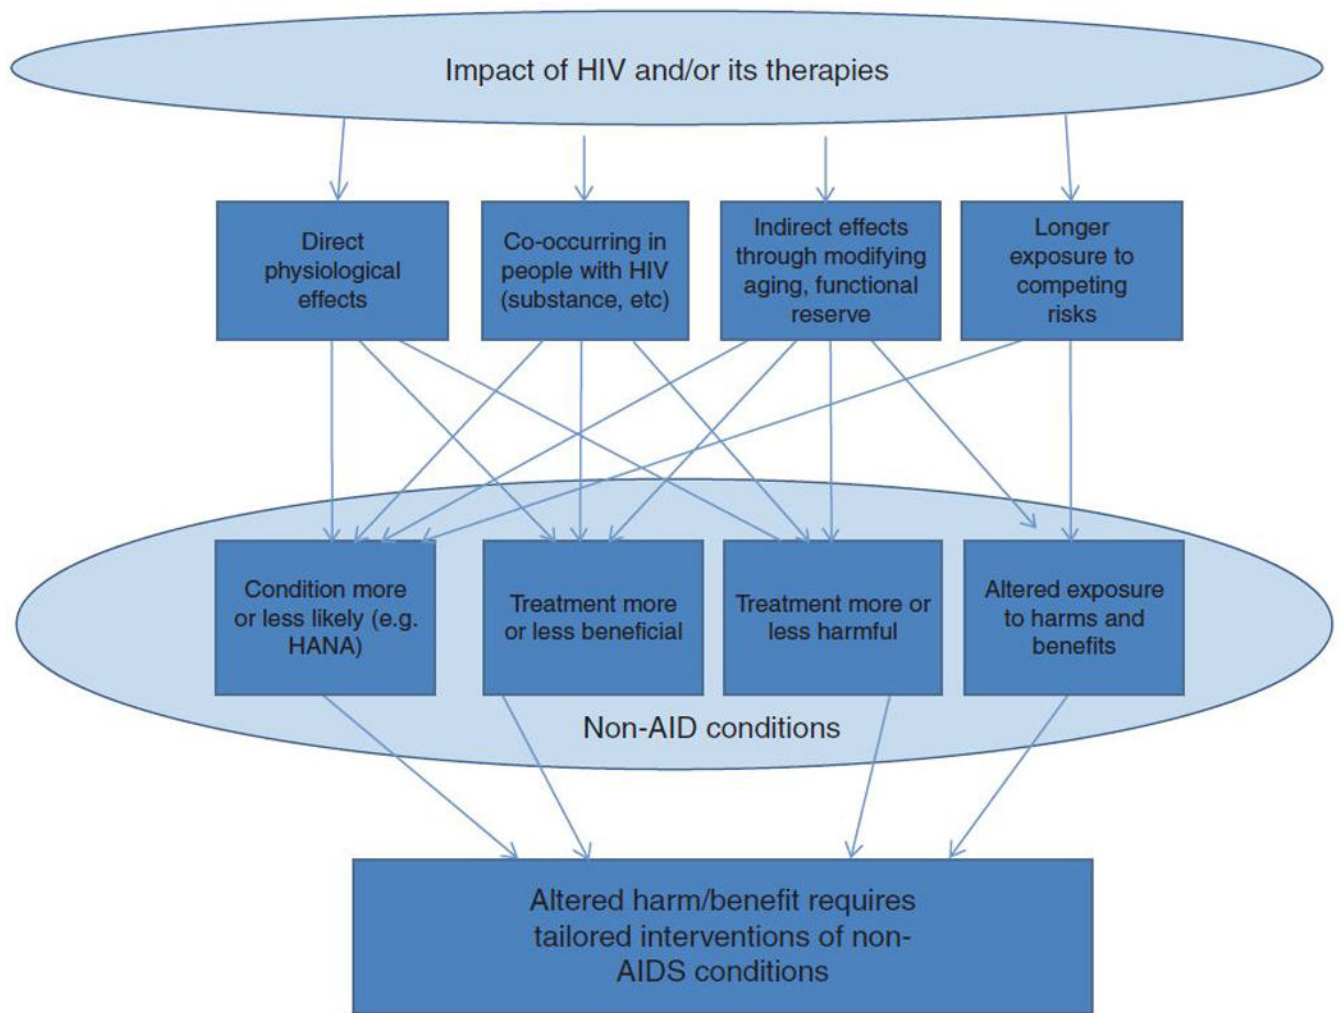 Impact of HIV and/or its therapies
Direct
physiological
effects
Co-occurring in
people with HIV
(substance, etc)
Indirect effects
through modifying
aging, functional
reserve
Longer
exposure to
competing
risks
Condition more
or less likely (e.g.
HANA)
Treatment more
or less beneficial
Treatment more or
less harmful
Altered exposure
to harms and
benefits
Non-AID conditions
Altered harm/benefit requires
tailored interventions of non-
AIDS conditions